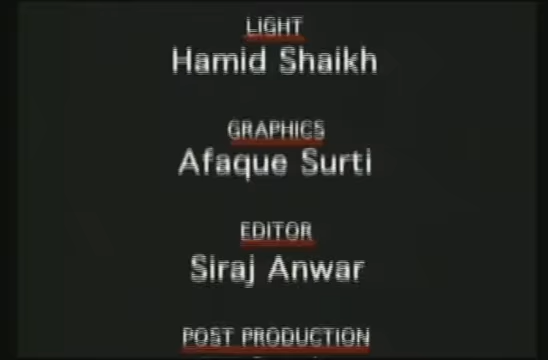 LIGHT
Hamid Shaikh
GRAPHICS
Afaque Surti
EDITOR
Siraj Anwar
POST PRODUCTION